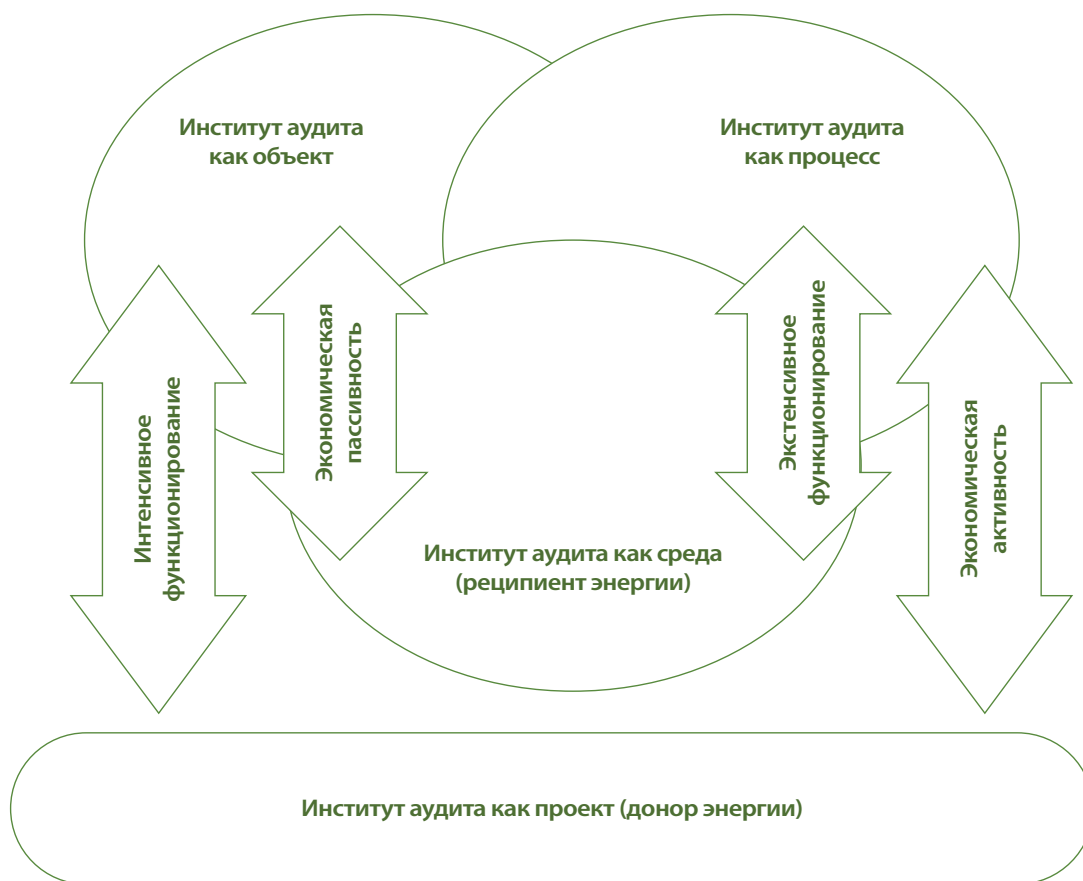 Институт аудита
как объект
Институт аудита
как процесс
Интенсивное
функционирование
Экономическая
пассивность
Экстенсивное
функционирование
Экономическая
активность
Институт аудита как среда
(реципиент энергии)
Институт аудита как проект (донор энергии)